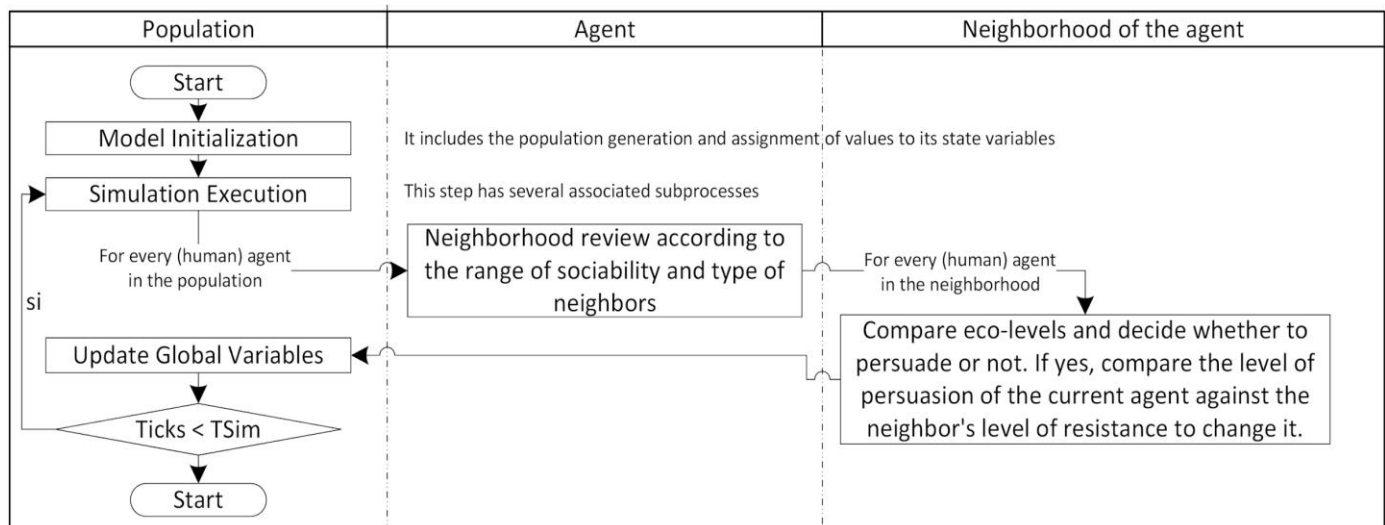 Population
Agent
Neighborhood of the agent
Start
Model Initialization
It includes the population generation and assignment of values to its state variables
Simulation Execution
This step has several associated subprocesses
For every (human) agent
in the population
Neighborhood review according to
the range of sociability and type of
neighbors
For every (human) agent
in the neighborhood
si
Update Global Variables
Compare eco-levels and decide whether to
persuade or not. If yes, compare the level of
persuasion of the current agent against the
neighbor's level of resistance to change it.
Ticks < TSim
Start